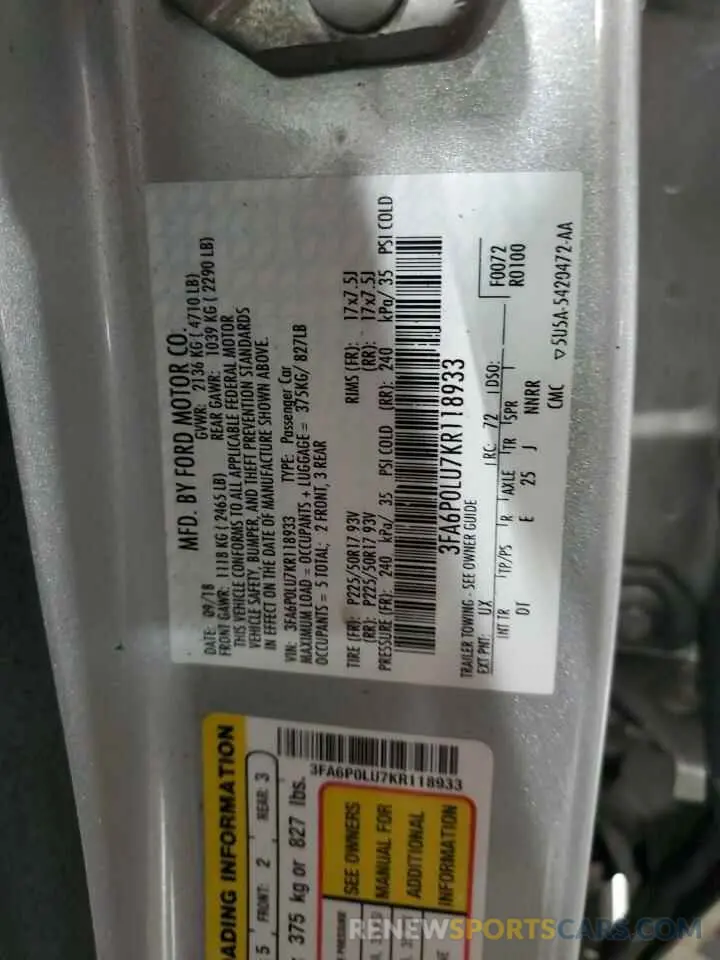 MFD. BY FORD MOTOR CO.
DATE: 09/18 GVWR: 2136 KG ( 4710 LB)
FRONT GAWR: 1118 KG ( 2465 LB) REAR GAWR: 1039 KG ( 2290 LB)
THIS VEHICLE CONFORMS TO ALL APPLICABLE FEDERAL MOTOR
VEHICLE SAFETY, BUMPER, AND THEFT PREVENTION STANDARDS
IN EFFECT ON THE DATE OF MANUFACTURE SHOWN ABOVE.
VIN: 3FA6P0LU7KR118933 TYPE: Passenger Car
MAXIMUM LOAD = OCCUPANTS + LUGGAGE = 375KG/ 827LB
OCCUPANTS = 5 TOTAL; 2 FRONT, 3 REAR
TIRE (FR): P225/50R17 93V RIMS (FR): 17x7.5J
(RR): P225/50R17 93V (RR): 17x7.5J
PRESSURE (FR): 240 kPa/ 35 PSI COLD (RR): 240 kPa/ 35 PSI COLD
3FA6P0LU7KR118933
TRAILER TOWING - SEE OWNER GUIDE
EXT PNT: UX RC: 72 DSO: F0072
INT TR TP/PS R AXLE TR SPR R0100
DT E 25 J NNRR
CMC ▽5U5A-5420472-AA
ADING INFORMATION
5 FRONT: 2 REAR: 3
375 kg or 827 lbs.
3FA6P0LU7KR118933
SEE OWNERS
MANUAL FOR
ADDITIONAL
INFORMATION
RENEWSPORTSCARS.COM